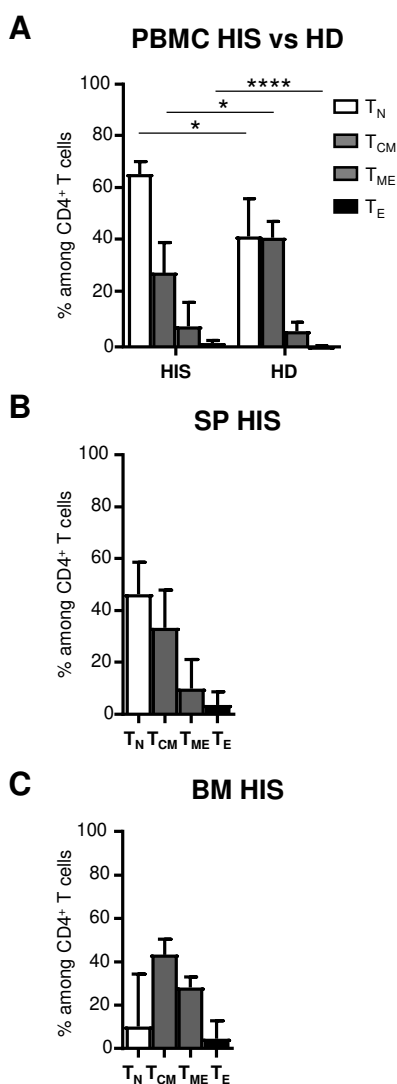 A
PBMC HIS vs HD
% among CD4⁺ T cells
100
80
60
40
20
0
****
*
*
T_N
T_CM
T_ME
T_E
HIS
HD
B
SP HIS
% among CD4⁺ T cells
100
80
60
40
20
0
T_N T_CM T_ME T_E
C
BM HIS
% among CD4⁺ T cells
100
80
60
40
20
0
T_N T_CM T_ME T_E